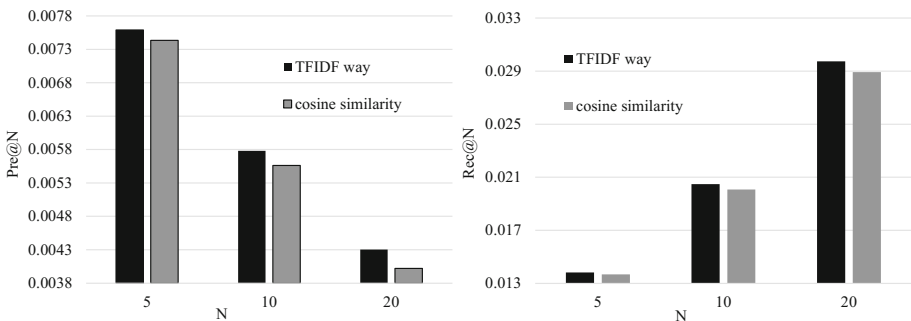 0.0078
0.0073
0.0068
0.0063
0.0058
0.0053
0.0048
0.0043
0.0038
Pre@N
TFIDF way
cosine similarity
5 10 20
N
0.033
0.029
0.025
0.021
0.017
0.013
Rec@N
TFIDF way
cosine similarity
5 10 20
N